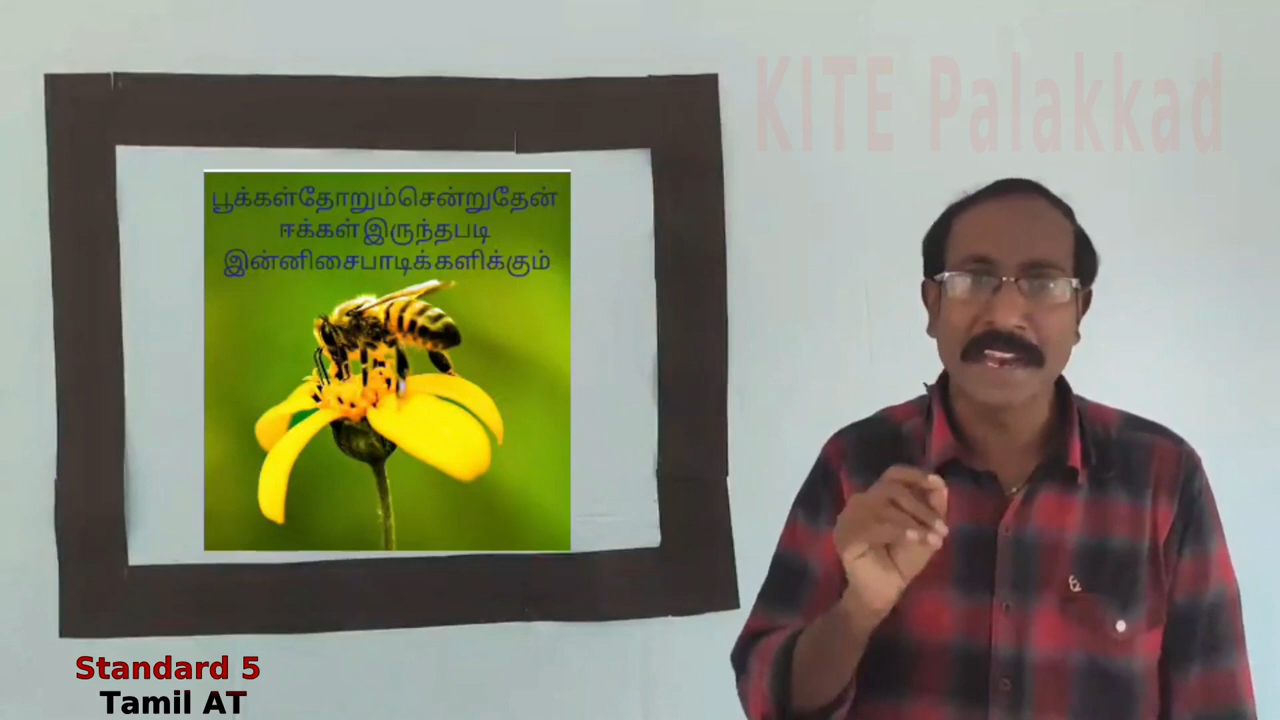 KITE Palakkad
பூக்கள்தோறும்சென்றுதேன்
ஈக்கள்இருந்தபடி
இன்னிசைபாடிக்களிக்கும்
Standard 5
Tamil AT